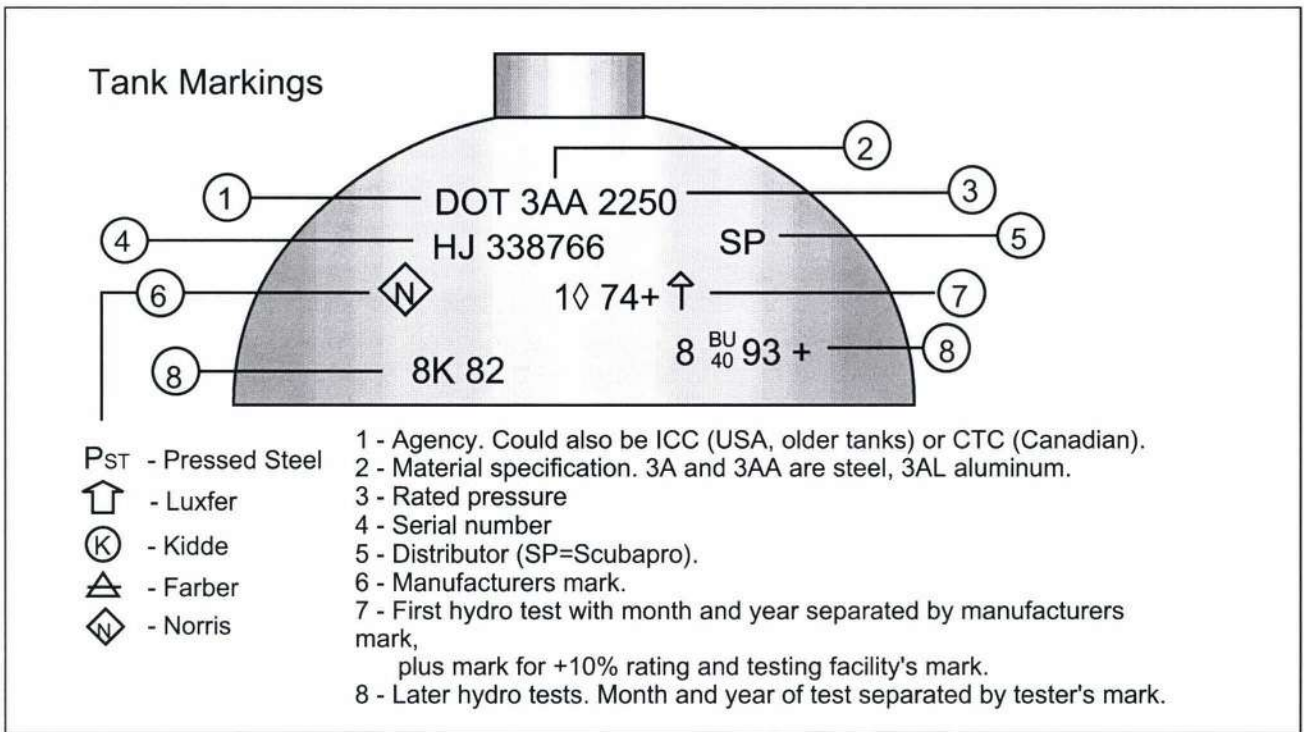 Tank Markings
2
1
DOT 3AA 2250
3
4
HJ 338766
SP
5
6
N
1◊ 74+
7
8
8K 82
8 BU 40 93 +
8
PST - Pressed Steel
- Luxfer
K - Kidde
- Farber
N - Norris
1 - Agency. Could also be ICC (USA, older tanks) or CTC (Canadian).
2 - Material specification. 3A and 3AA are steel, 3AL aluminum.
3 - Rated pressure
4 - Serial number
5 - Distributor (SP=Scubapro).
6 - Manufacturers mark.
7 - First hydro test with month and year separated by manufacturers
mark,
plus mark for +10% rating and testing facility's mark.
8 - Later hydro tests. Month and year of test separated by tester's mark.